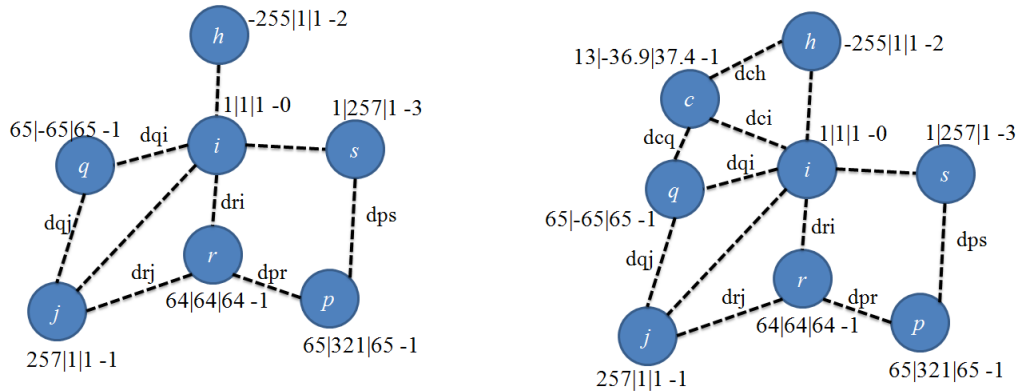 -255|1|1 -2
h
1|1|1 -0
1|257|1 -3
65|-65|65 -1
dqi
i
s
q
dri
dqj
dps
r
drj
dpr
64|64|64 -1
j
p
257|1|1 -1
65|321|65 -1
13|-36.9|37.4 -1
h
-255|1|1 -2
dch
c
dci
1|1|1 -0
1|257|1 -3
dcq
dqi
i
s
q
65|-65|65 -1
dri
dqj
dps
r
drj
dpr
64|64|64 -1
j
p
257|1|1 -1
65|321|65 -1